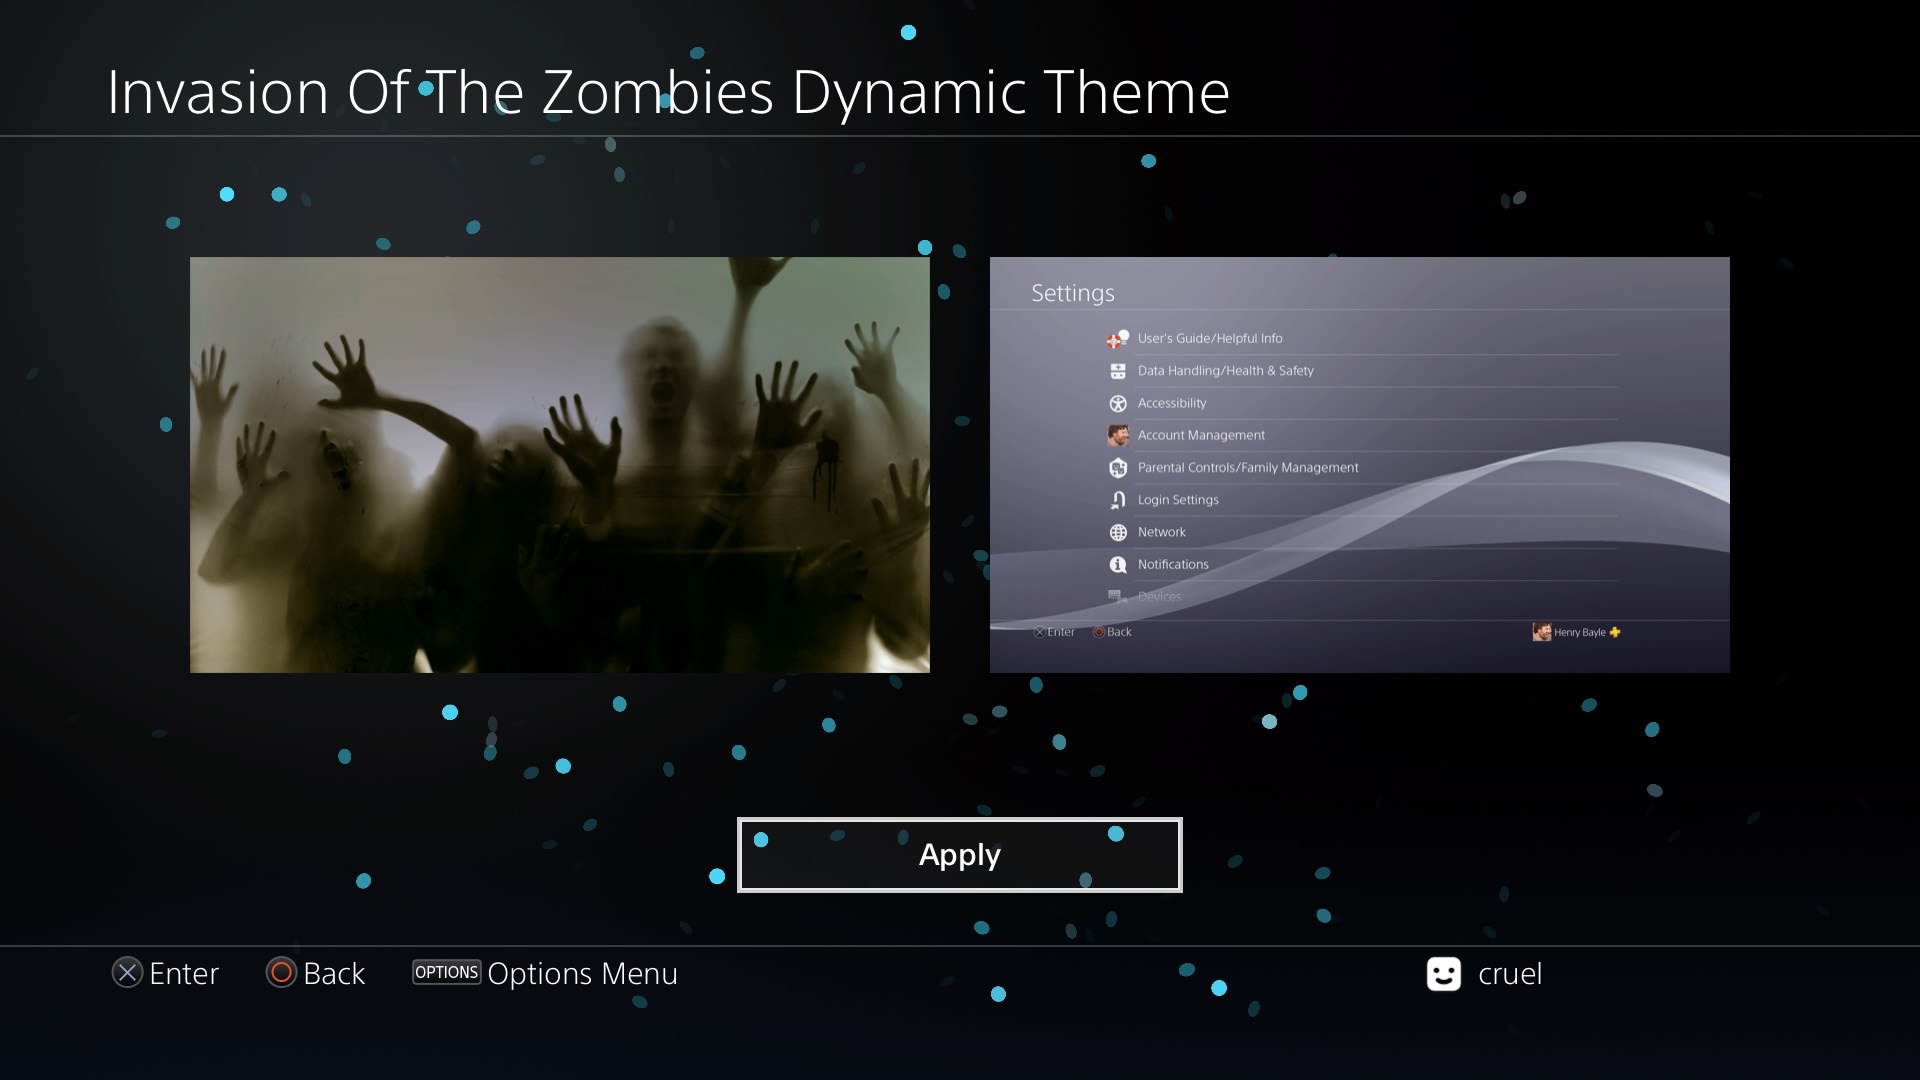 Invasion Of The Zombies Dynamic Theme
Settings
User's Guide/Helpful Info
Data Handling/Health & Safety
Accessibility
Account Management
Parental Controls/Family Management
Login Settings
Network
Notifications
Devices
Enter Back Henry Bayle
Apply
Enter Back OPTIONS Options Menu cruel